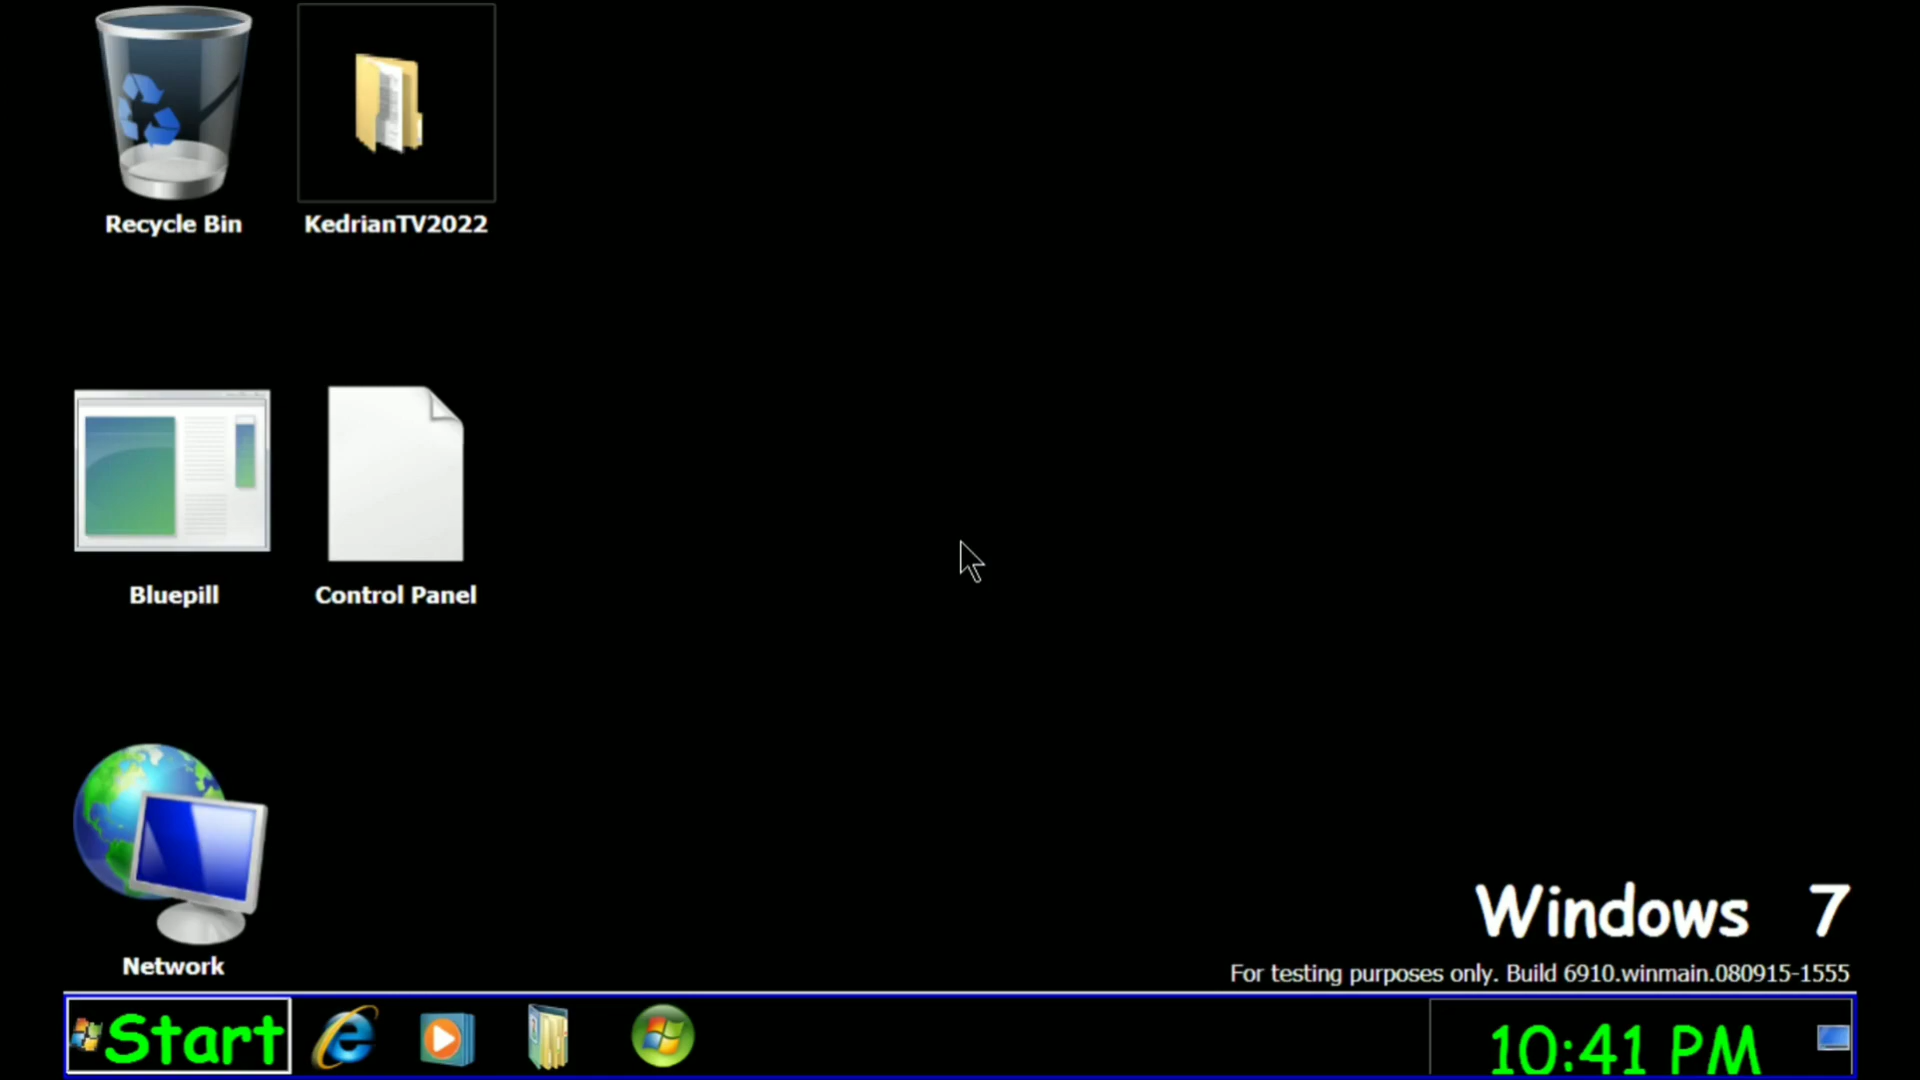 Recycle Bin
KedrianTV2022
Bluepill
Control Panel
Network
Windows 7
For testing purposes only. Build 6910.winmain.080915-1555
Start
10:41 PM